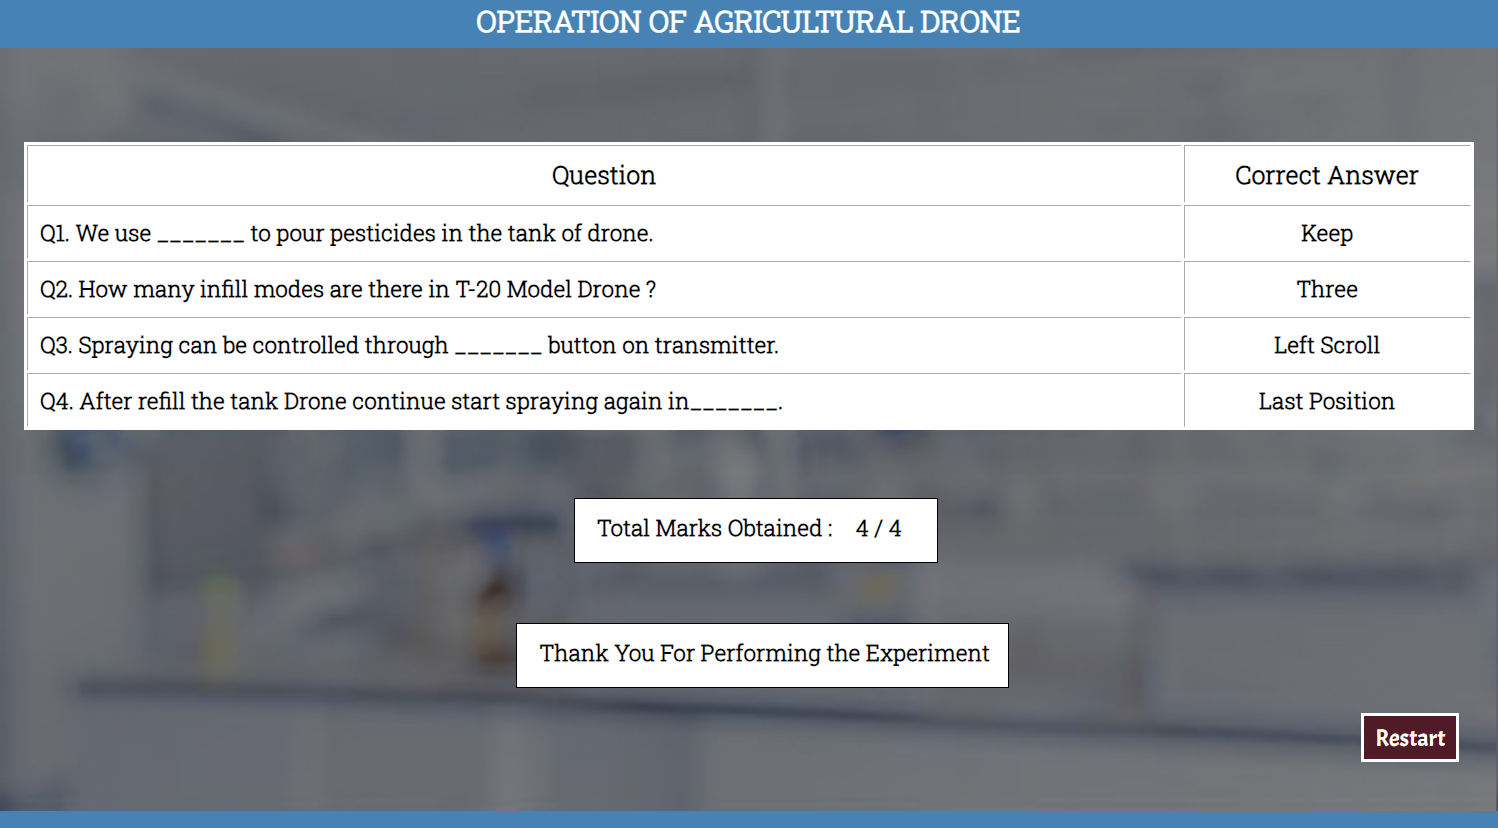 OPERATION OF AGRICULTURAL DRONE
Question Correct Answer
Q1. We use _______ to pour pesticides in the tank of drone. Keep
Q2. How many infill modes are there in T-20 Model Drone ? Three
Q3. Spraying can be controlled through _______ button on transmitter. Left Scroll
Q4. After refill the tank Drone continue start spraying again in_______. Last Position
Total Marks Obtained : 4 / 4
Thank You For Performing the Experiment
Restart